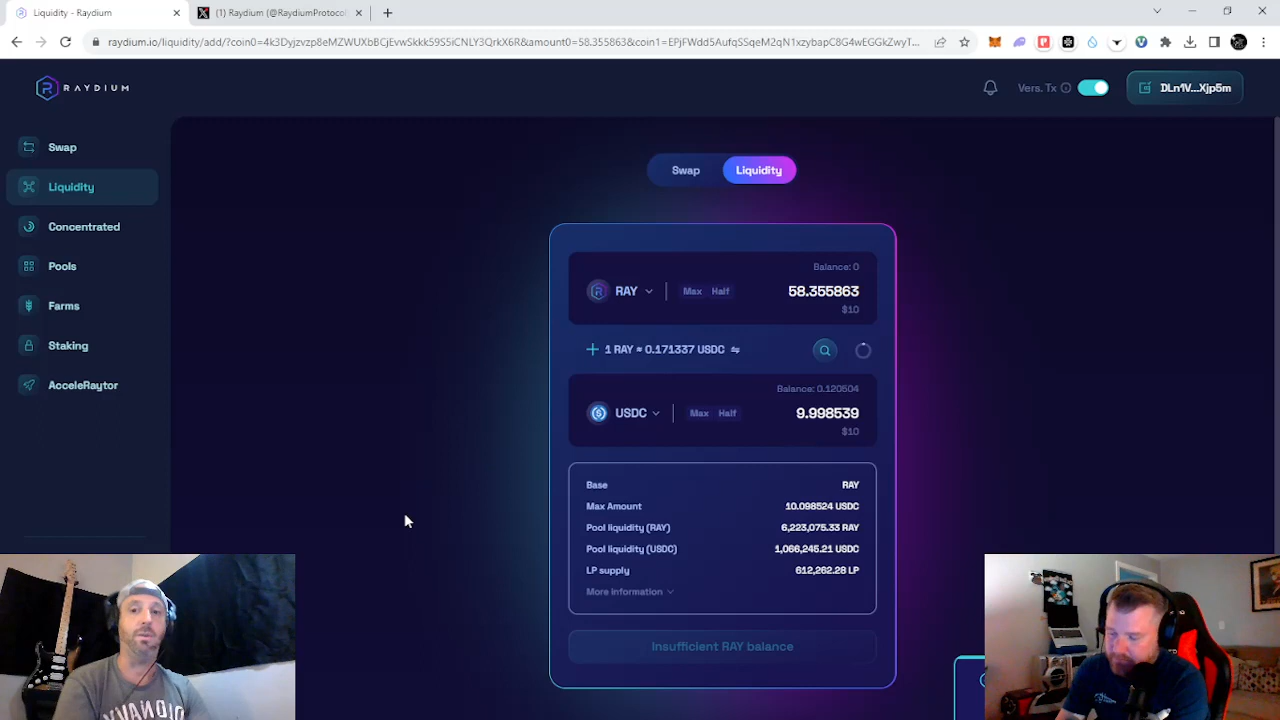 Liquidity - Raydium
(1) Raydium (@RaydiumProtocol
raydium.io/liquidity/add/?coin0=4k3Dyjzvzp8eMZWUXbBCjEvwSkkk59S5iCNLY3QrkX6R&amount0=58.355863&coin1=EPjFWdd5AufqSSqeM2qN1xzybapC8G4wEGGkZwyT...
RAYDIUM
Vers. Tx
DLn1V...Xjp5m
Swap
Liquidity
Concentrated
Pools
Farms
Staking
AcceleRaytor
Swap
Liquidity
Balance: 0
RAY
Max
Half
58.355863
$10
1 RAY ≈ 0.171337 USDC
Balance: 0.120504
USDC
Max
Half
9.998539
$10
Base RAY
Max Amount 10.098524 USDC
Pool liquidity (RAY) 6,223,075.33 RAY
Pool liquidity (USDC) 1,066,245.21 USDC
LP supply 612,262.28 LP
More information
Insufficient RAY balance